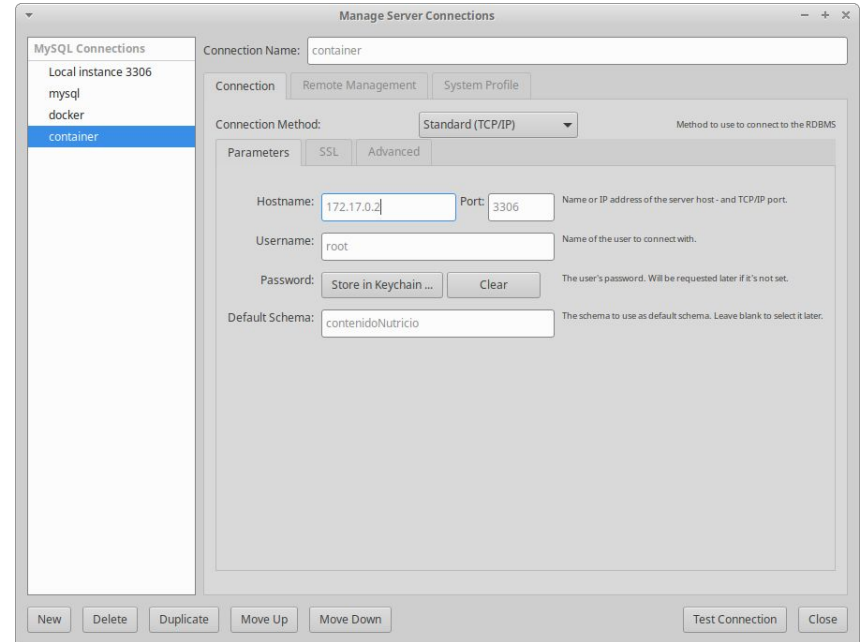 Manage Server Connections
MySQL Connections
Local instance 3306
mysql
docker
container
Connection Name: container
Connection Remote Management System Profile
Connection Method: Standard (TCP/IP) Method to use to connect to the RDBMS
Parameters SSL Advanced
Hostname: 172.17.0.2 Port: 3306 Name or IP address of the server host - and TCP/IP port.
Username: root Name of the user to connect with.
Password: Store in Keychain ... Clear The user's password. Will be requested later if it's not set.
Default Schema: contenidoNutricio The schema to use as default schema. Leave blank to select it later.
New Delete Duplicate Move Up Move Down Test Connection Close